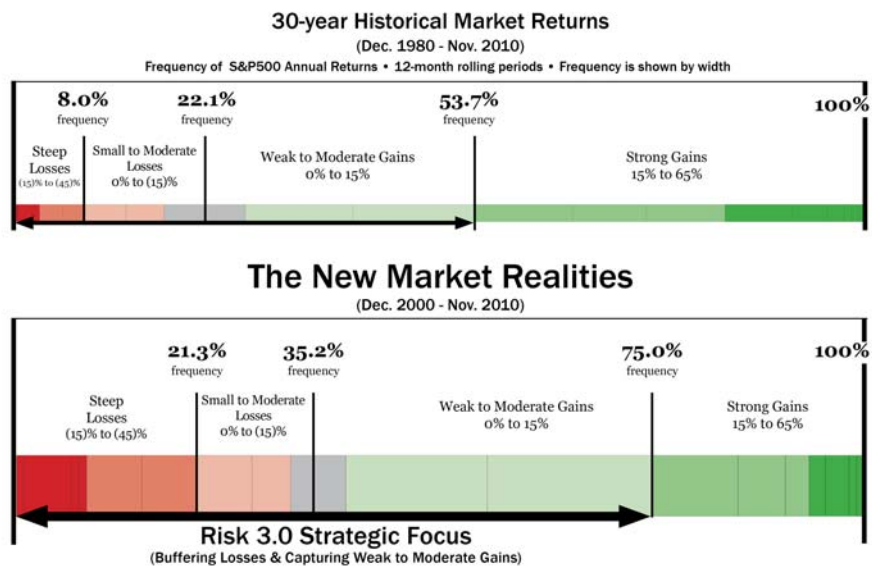 30-year Historical Market Returns
(Dec. 1980 - Nov. 2010)
Frequency of S&P500 Annual Returns • 12-month rolling periods • Frequency is shown by width
8.0%
frequency
22.1%
frequency
53.7%
frequency
100%
Steep
Losses
(15)% to (45)%
Small to Moderate
Losses
0% to (15)%
Weak to Moderate Gains
0% to 15%
Strong Gains
15% to 65%
The New Market Realities
(Dec. 2000 - Nov. 2010)
21.3%
frequency
35.2%
frequency
75.0%
frequency
100%
Steep
Losses
(15)% to (45)%
Small to Moderate
Losses
0% to (15)%
Weak to Moderate Gains
0% to 15%
Strong Gains
15% to 65%
Risk 3.0 Strategic Focus
(Buffering Losses & Capturing Weak to Moderate Gains)